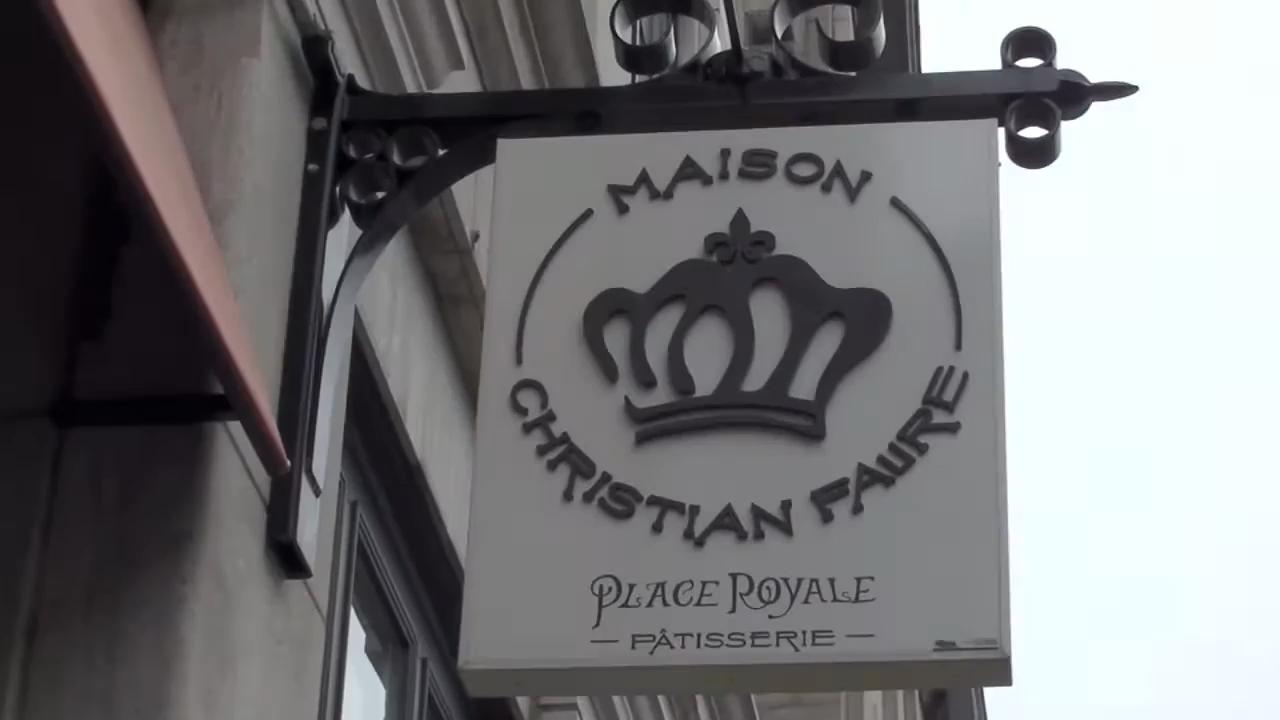 MAISON
CHRISTIAN FAURE
PLACE ROYALE
— PÂTISSERIE —